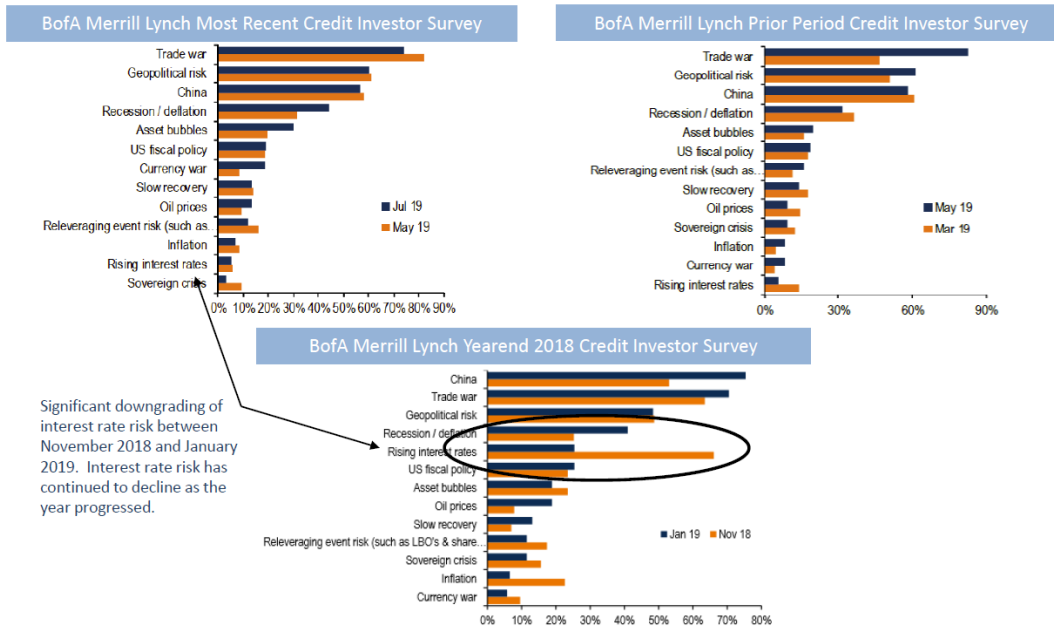 BofA Merrill Lynch Most Recent Credit Investor Survey
Trade war
Geopolitical risk
China
Recession / deflation
Asset bubbles
US fiscal policy
Currency war
Slow recovery
Oil prices
Releveraging event risk (such as...
Inflation
Rising interest rates
Sovereign crisis
Jul 19
May 19
0% 10% 20% 30% 40% 50% 60% 70% 80% 90%
BofA Merrill Lynch Prior Period Credit Investor Survey
Trade war
Geopolitical risk
China
Recession / deflation
Asset bubbles
US fiscal policy
Releveraging event risk (such as...
Slow recovery
Oil prices
Sovereign crisis
Inflation
Currency war
Rising interest rates
May 19
Mar 19
0% 30% 60% 90%
BofA Merrill Lynch Yearend 2018 Credit Investor Survey
China
Trade war
Geopolitical risk
Recession / deflation
Rising interest rates
US fiscal policy
Asset bubbles
Oil prices
Slow recovery
Releveraging event risk (such as LBO's & share...
Sovereign crisis
Inflation
Currency war
Jan 19 Nov 18
0% 10% 20% 30% 40% 50% 60% 70% 80%
Significant downgrading of
interest rate risk between
November 2018 and January
2019. Interest rate risk has
continued to decline as the
year progressed.